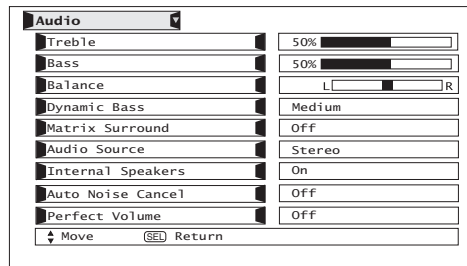 Audio
Treble 50%
Bass 50%
Balance L R
Dynamic Bass Medium
Matrix Surround Off
Audio Source Stereo
Internal Speakers On
Auto Noise Cancel Off
Perfect Volume Off
Move SEL Return